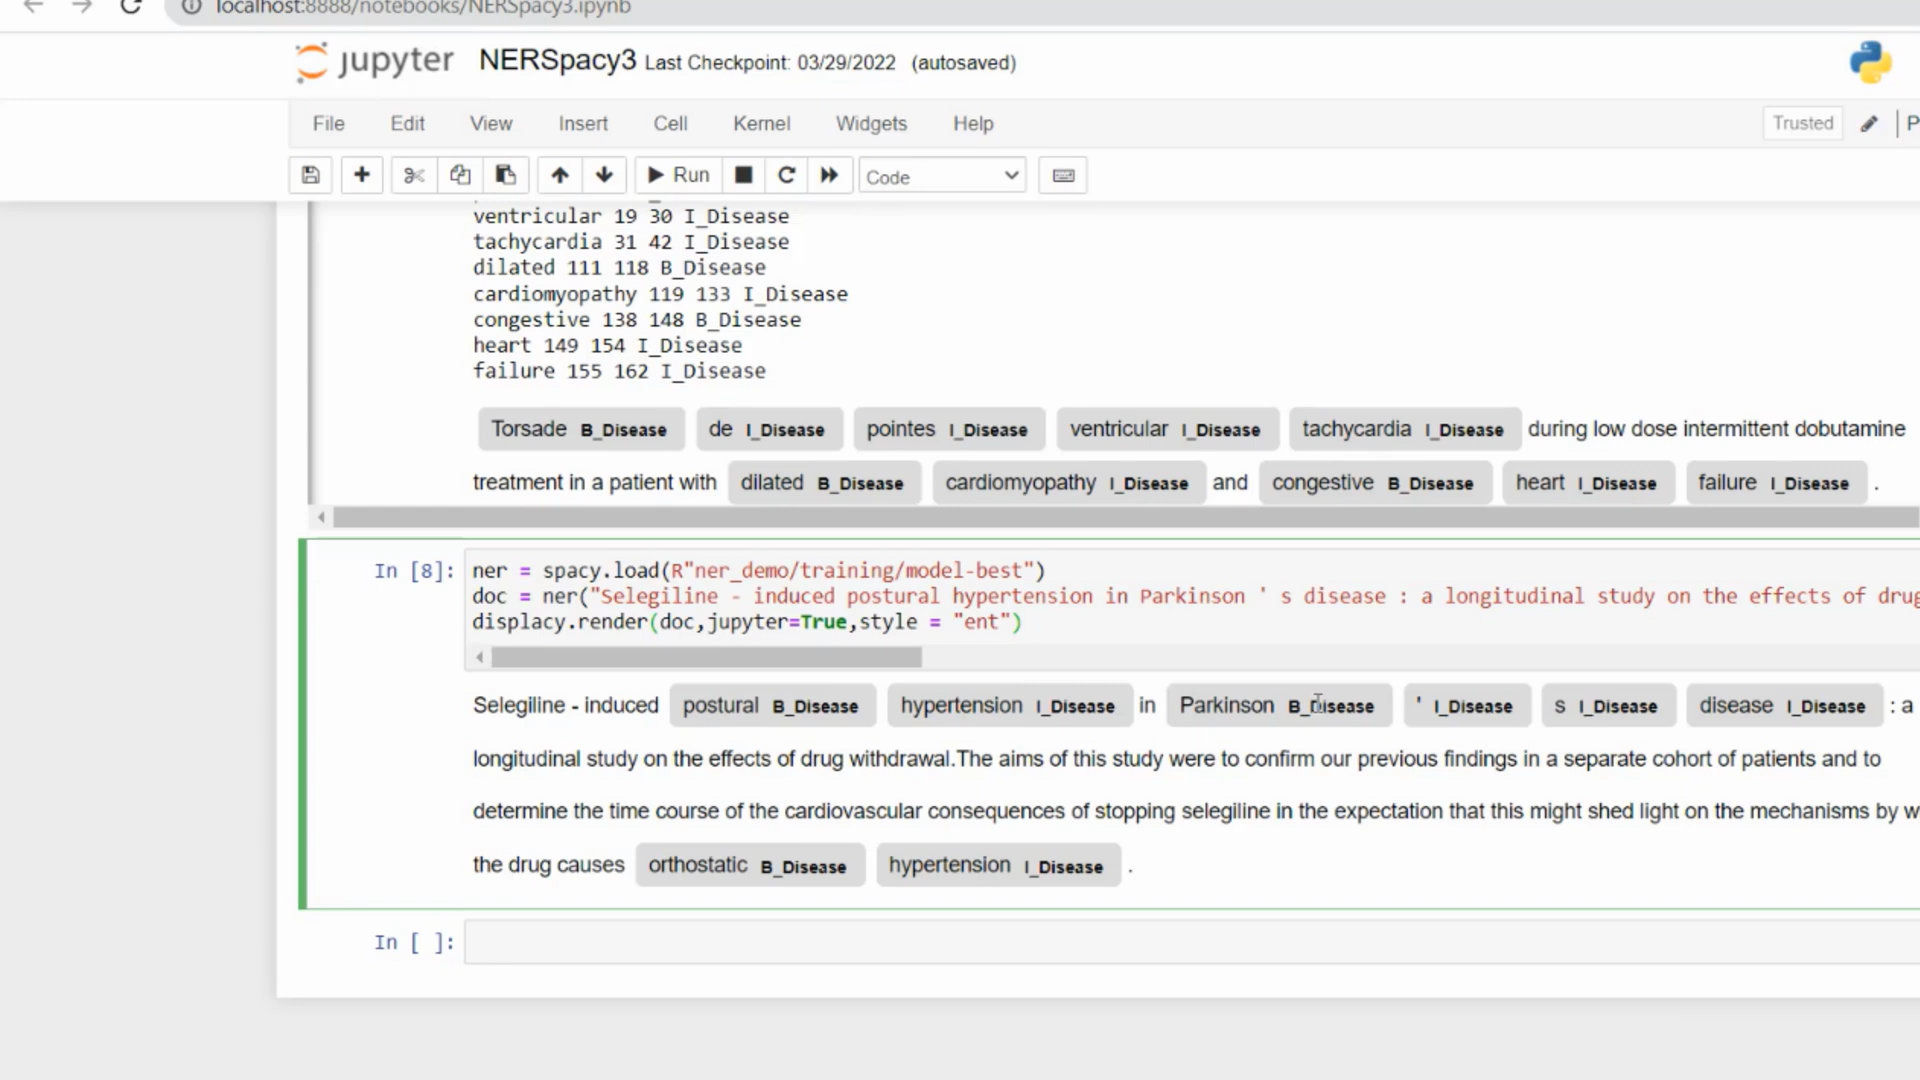 localhost:8888/notebooks/NERSpacy3.ipynb
jupyter NERSpacy3 Last Checkpoint: 03/29/2022 (autosaved)
File Edit View Insert Cell Kernel Widgets Help Trusted P
Run Code
ventricular 19 30 I_Disease
tachycardia 31 42 I_Disease
dilated 111 118 B_Disease
cardiomyopathy 119 133 I_Disease
congestive 138 148 B_Disease
heart 149 154 I_Disease
failure 155 162 I_Disease
Torsade B_Disease de I_Disease pointes I_Disease ventricular I_Disease tachycardia I_Disease during low dose intermittent dobutamine
treatment in a patient with dilated B_Disease cardiomyopathy I_Disease and congestive B_Disease heart I_Disease failure I_Disease .
In [8]: ner = spacy.load(R"ner_demo/training/model-best")
doc = ner("Selegiline - induced postural hypertension in Parkinson ' s disease : a longitudinal study on the effects of drug
displacy.render(doc,jupyter=True,style = "ent")
Selegiline - induced postural B_Disease hypertension I_Disease in Parkinson B_Disease ' I_Disease s I_Disease disease I_Disease : a
longitudinal study on the effects of drug withdrawal.The aims of this study were to confirm our previous findings in a separate cohort of patients and to
determine the time course of the cardiovascular consequences of stopping selegiline in the expectation that this might shed light on the mechanisms by w
the drug causes orthostatic B_Disease hypertension I_Disease .
In [ ]: